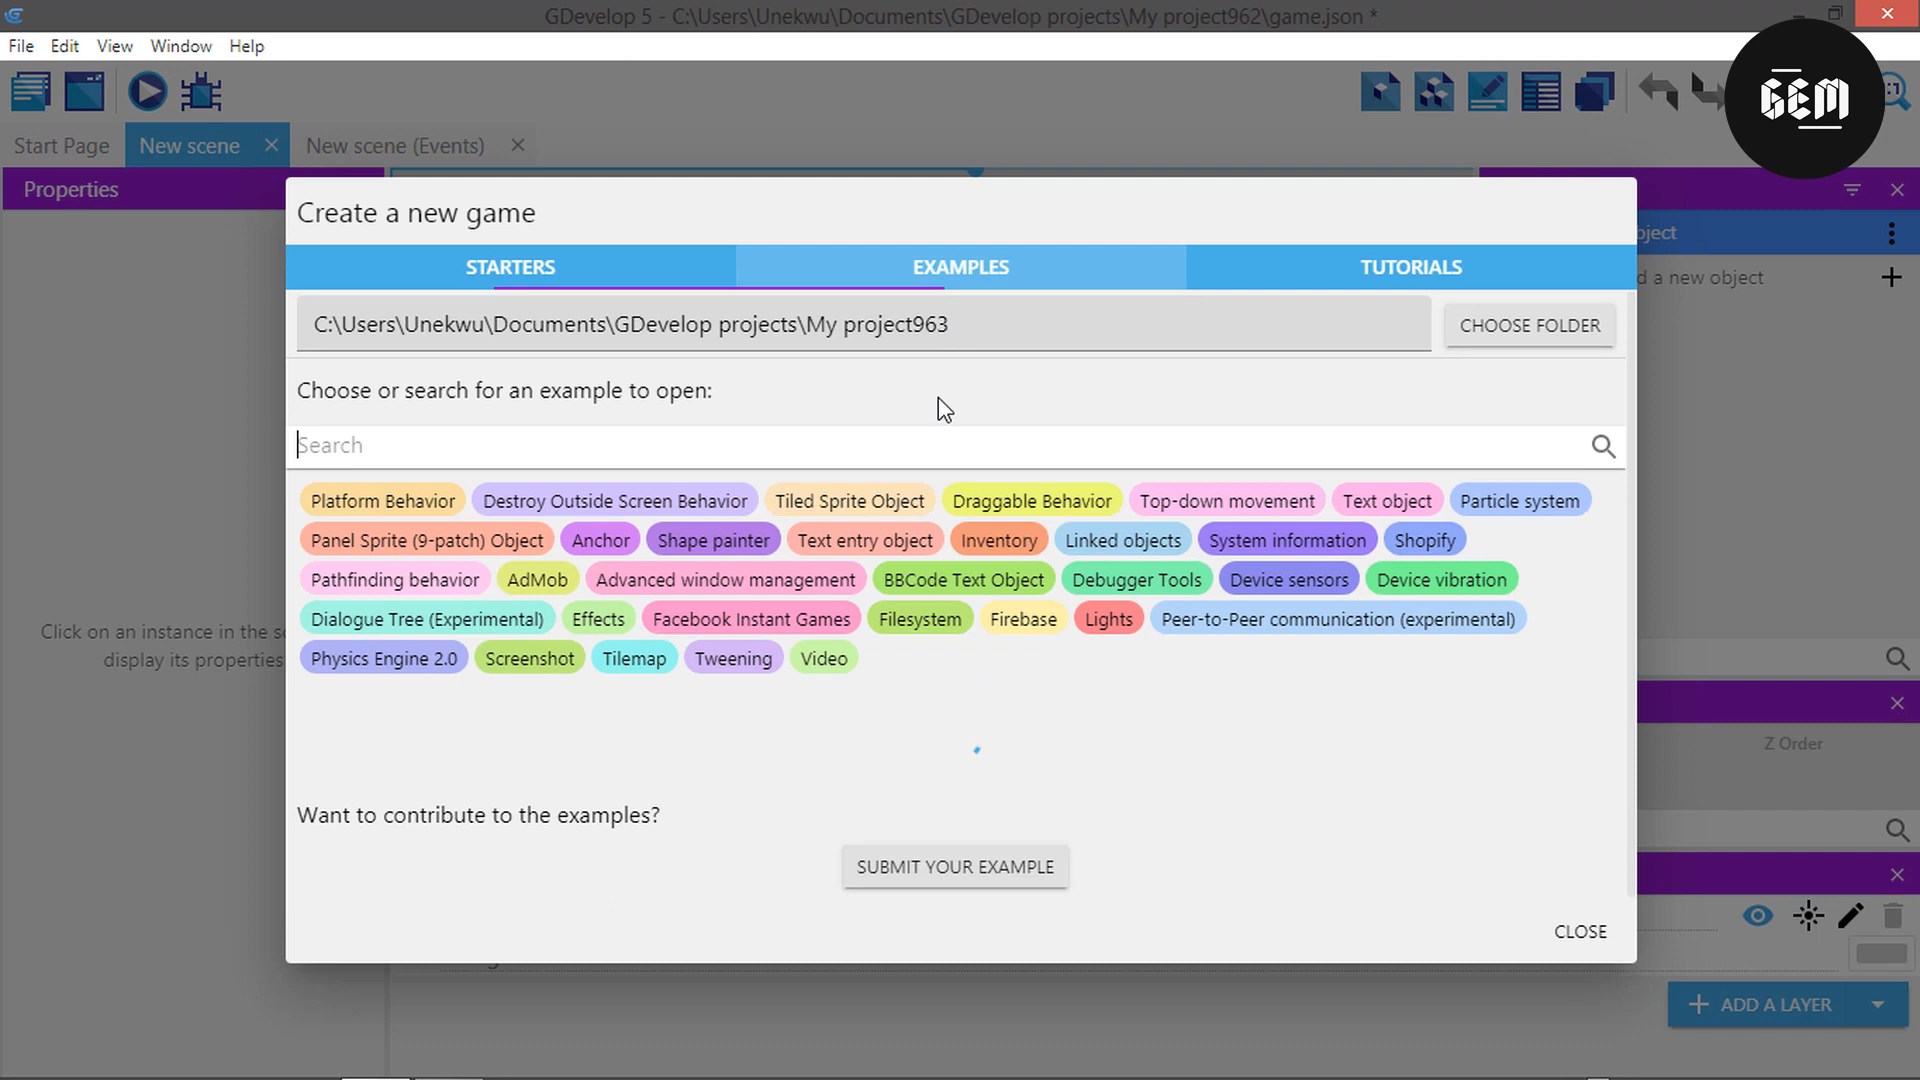 GDevelop 5 - C:\Users\Unekwu\Documents\GDevelop projects\My project962\game.json *
File Edit View Window Help
GEM
Start Page New scene New scene (Events)
Properties
Create a new game
STARTERS EXAMPLES TUTORIALS
C:\Users\Unekwu\Documents\GDevelop projects\My project963
CHOOSE FOLDER
Choose or search for an example to open:
Search
Platform Behavior Destroy Outside Screen Behavior Tiled Sprite Object Draggable Behavior Top-down movement Text object Particle system
Panel Sprite (9-patch) Object Anchor Shape painter Text entry object Inventory Linked objects System information Shopify
Pathfinding behavior AdMob Advanced window management BBCode Text Object Debugger Tools Device sensors Device vibration
Dialogue Tree (Experimental) Effects Facebook Instant Games Filesystem Firebase Lights Peer-to-Peer communication (experimental)
Physics Engine 2.0 Screenshot Tilemap Tweening Video
Want to contribute to the examples?
SUBMIT YOUR EXAMPLE
CLOSE
Click on an instance in the
display its properties
a new object
Z Order
ADD A LAYER